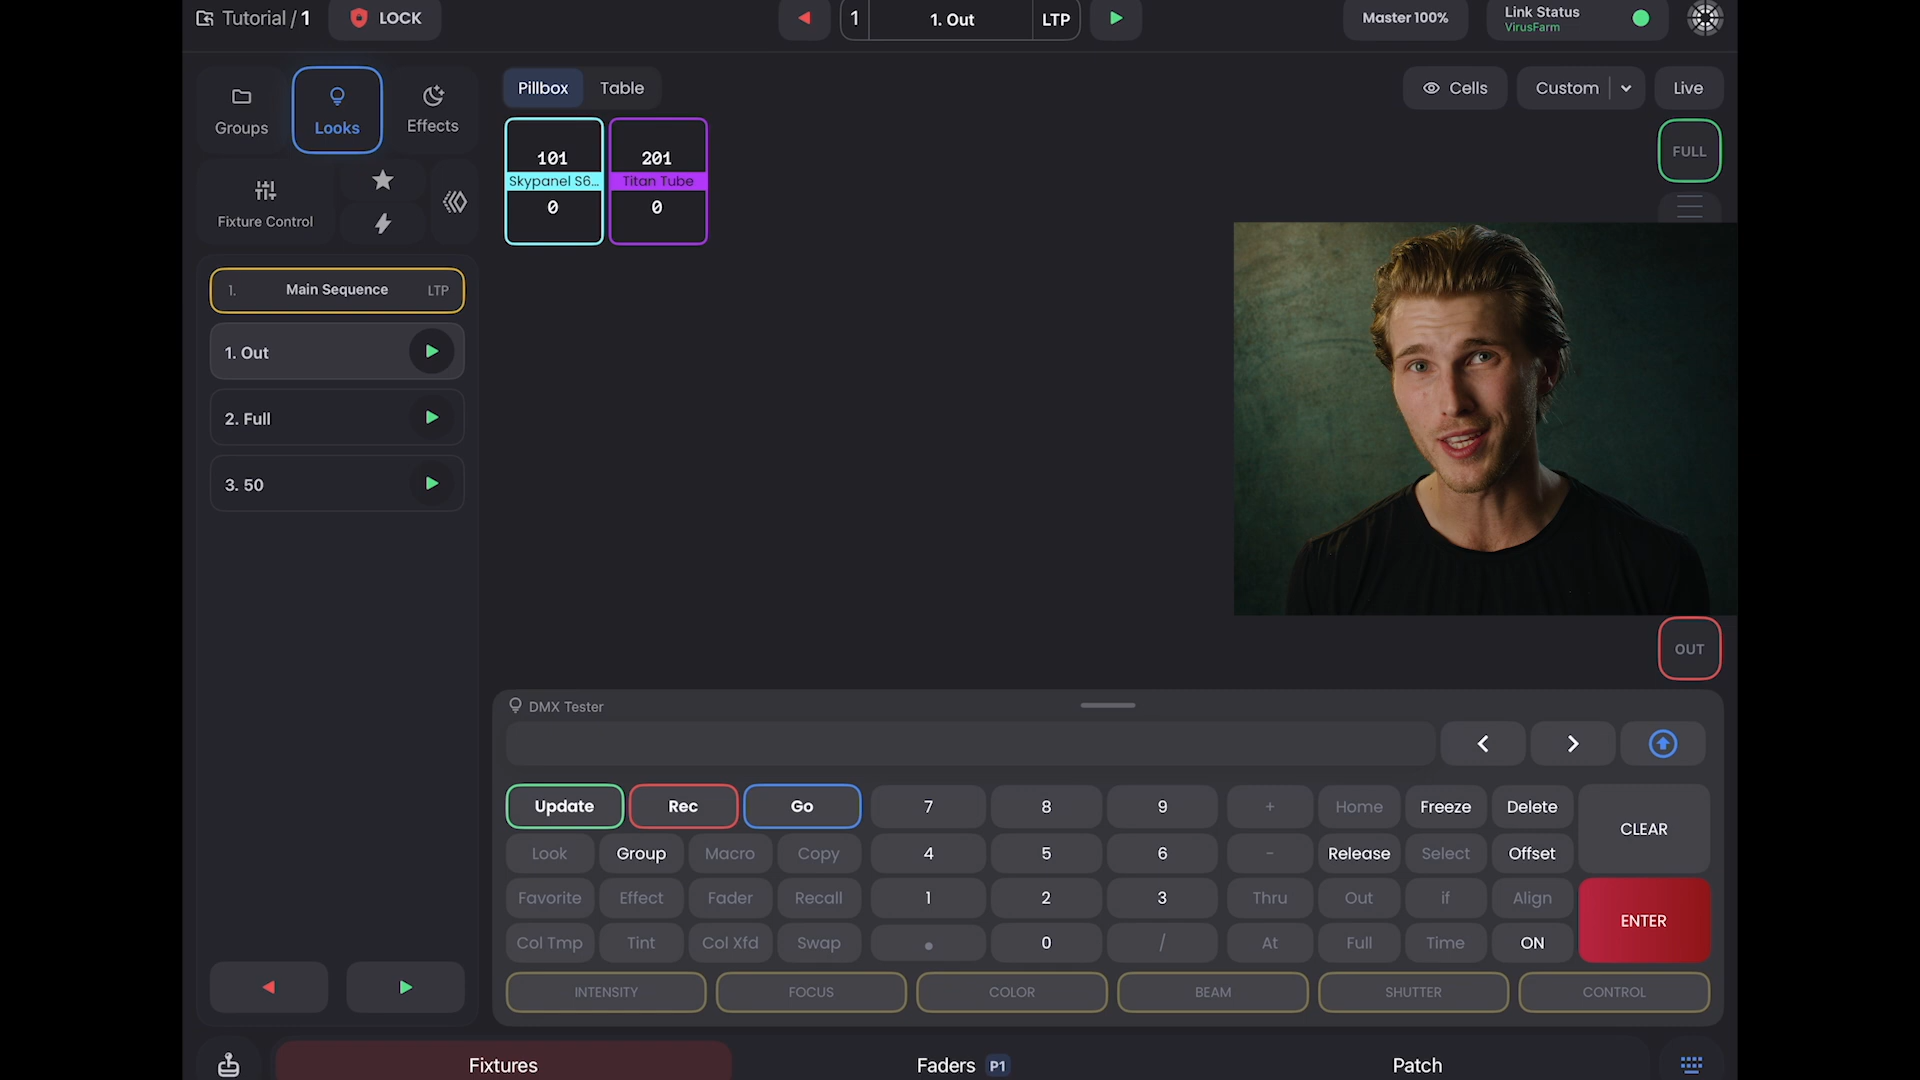 Tutorial / 1
LOCK
1
1. Out
LTP
Master 100%
Link Status
VirusFarm
Groups
Looks
Effects
Fixture Control
Pillbox
Table
Cells
Custom
Live
101
Skypanel S6...
0
201
Titan Tube
0
FULL
OUT
1.
Main Sequence
LTP
1. Out
2. Full
3. 50
DMX Tester
Update
Rec
Go
7
8
9
+
Home
Freeze
Delete
CLEAR
Look
Group
Macro
Copy
4
5
6
-
Release
Select
Offset
Favorite
Effect
Fader
Recall
1
2
3
Thru
Out
if
Align
ENTER
Col Tmp
Tint
Col Xfd
Swap
.
0
/
At
Full
Time
ON
INTENSITY
FOCUS
COLOR
BEAM
SHUTTER
CONTROL
Fixtures
Faders P1
Patch